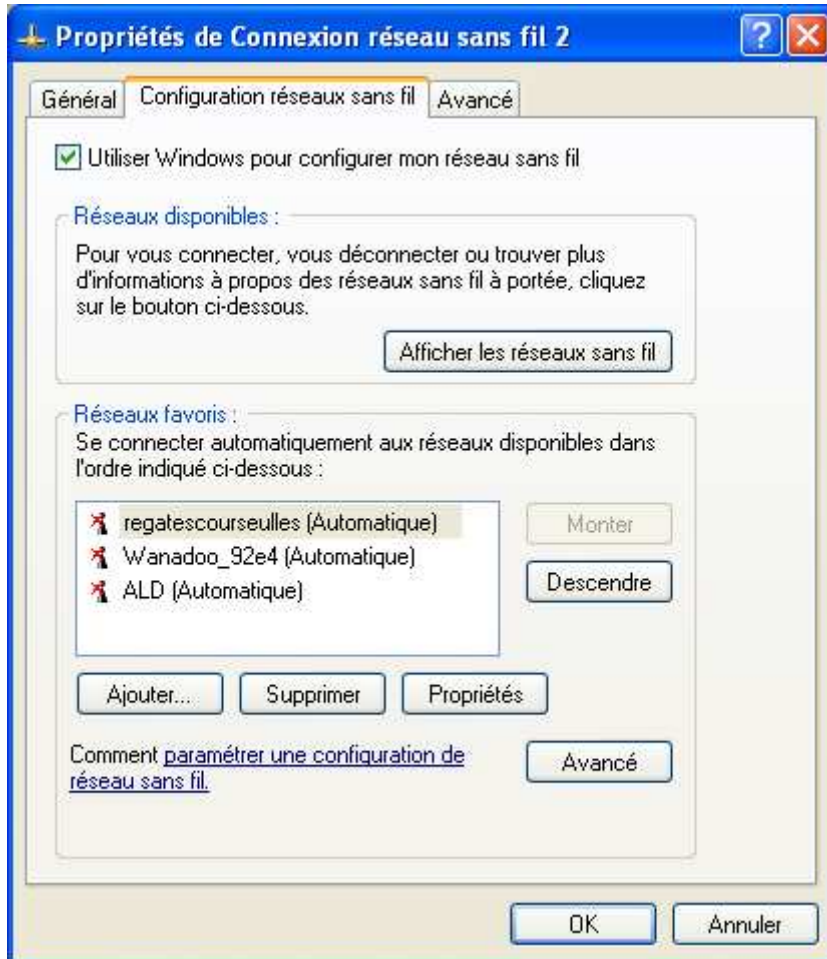 Propriétés de Connexion réseau sans fil 2
Général Configuration réseaux sans fil Avancé
Utiliser Windows pour configurer mon réseau sans fil
Réseaux disponibles :
Pour vous connecter, vous déconnecter ou trouver plus
d'informations à propos des réseaux sans fil à portée, cliquez
sur le bouton ci-dessous.
Afficher les réseaux sans fil
Réseaux favoris :
Se connecter automatiquement aux réseaux disponibles dans
l'ordre indiqué ci-dessous :
regatescourseulles (Automatique)
Wanadoo_92e4 (Automatique)
ALD (Automatique)
Monter
Descendre
Ajouter... Supprimer Propriétés
Comment paramétrer une configuration de
réseau sans fil.
Avancé
OK Annuler